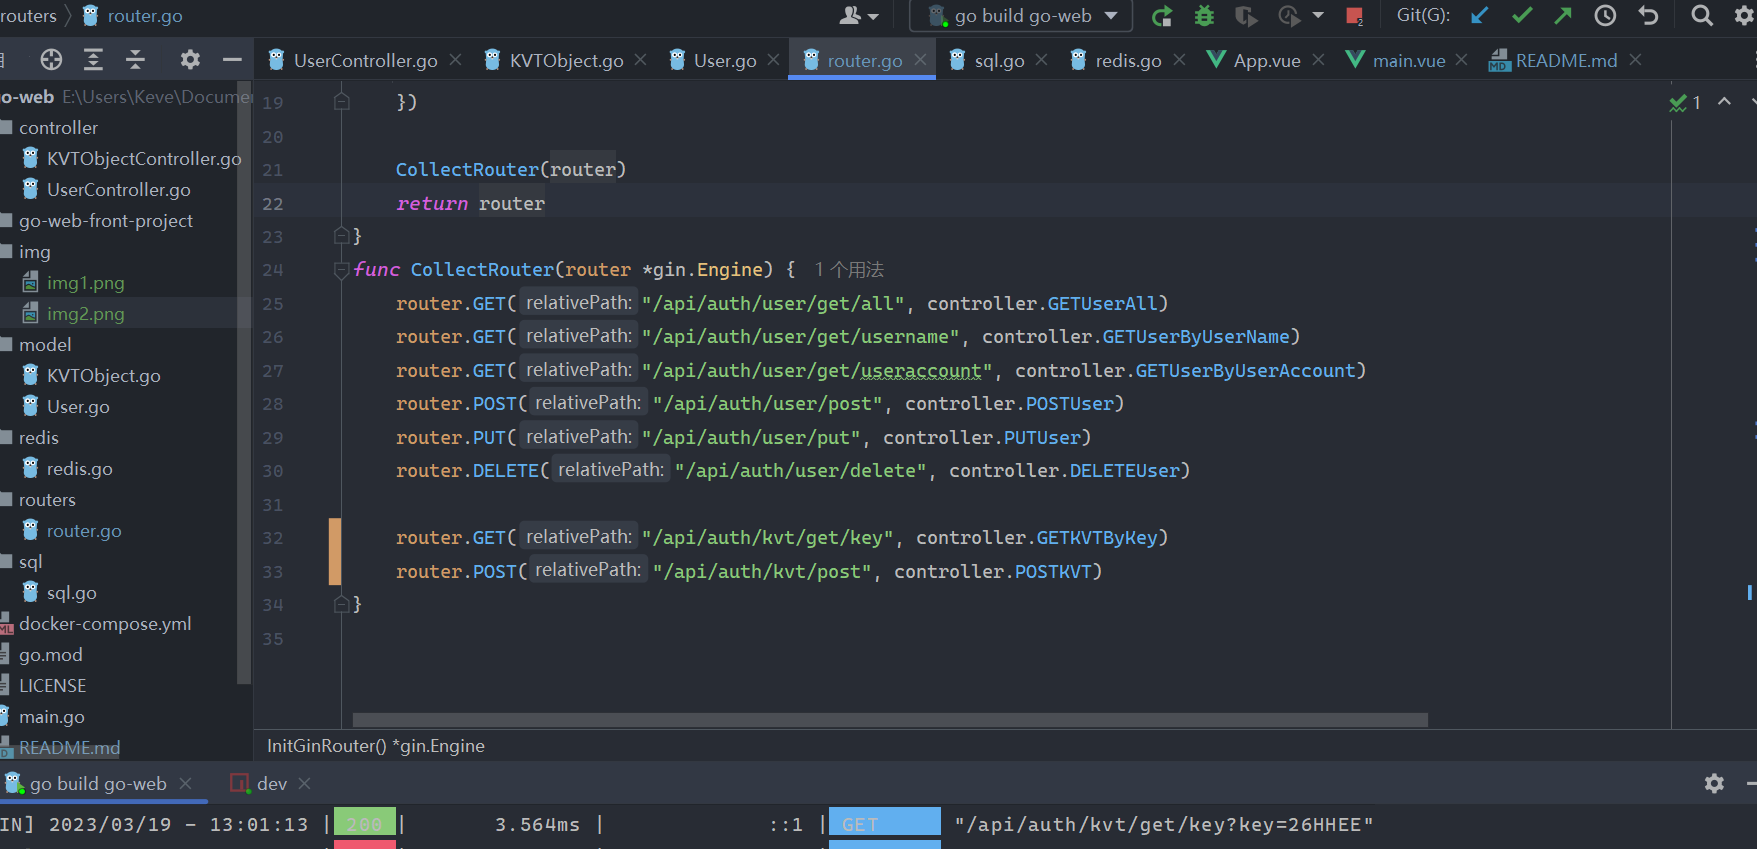 routers router.go go build go-web Git(G):
UserController.go KVTObject.go User.go router.go sql.go redis.go App.vue main.vue README.md
o-web E:\Users\Keve\Docume
controller
KVTObjectController.go
UserController.go
go-web-front-project
img
img1.png
img2.png
model
KVTObject.go
User.go
redis
redis.go
routers
router.go
sql
sql.go
docker-compose.yml
go.mod
LICENSE
main.go
README.md
1
19 })
20
21 CollectRouter(router)
22 return router
23 }
24 func CollectRouter(router *gin.Engine) { 1 个用法
25 router.GET( relativePath: "/api/auth/user/get/all", controller.GETUserAll)
26 router.GET( relativePath: "/api/auth/user/get/username", controller.GETUserByUserName)
27 router.GET( relativePath: "/api/auth/user/get/useraccount", controller.GETUserByUserAccount)
28 router.POST( relativePath: "/api/auth/user/post", controller.POSTUser)
29 router.PUT( relativePath: "/api/auth/user/put", controller.PUTUser)
30 router.DELETE( relativePath: "/api/auth/user/delete", controller.DELETEUser)
31
32 router.GET( relativePath: "/api/auth/kvt/get/key", controller.GETKVTByKey)
33 router.POST( relativePath: "/api/auth/kvt/post", controller.POSTKVT)
34 }
35
InitGinRouter() *gin.Engine
go build go-web dev
IN] 2023/03/19 - 13:01:13 | 200 | 3.564ms | ::1 | GET "/api/auth/kvt/get/key?key=26HHEE"